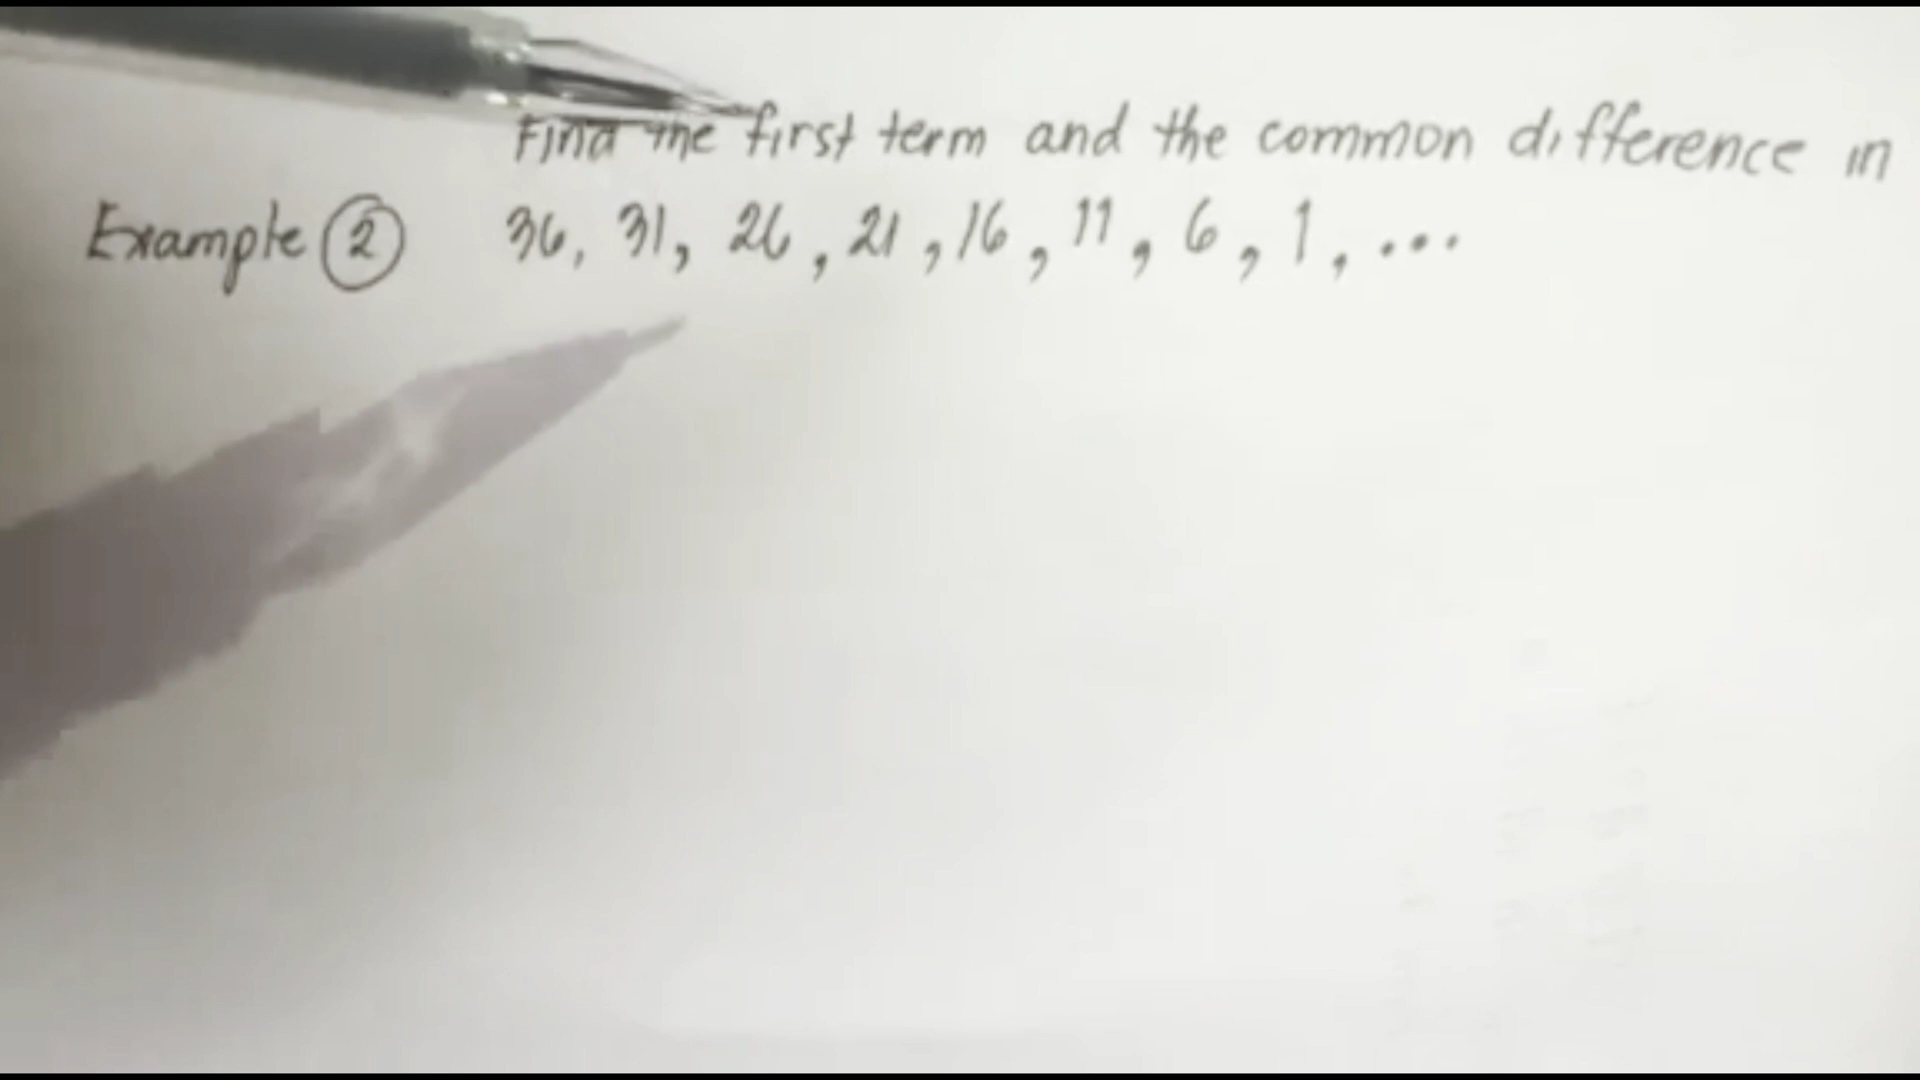 Find the first term and the common difference in
Example ② 36, 31, 26, 21, 16, 11, 6, 1, ...